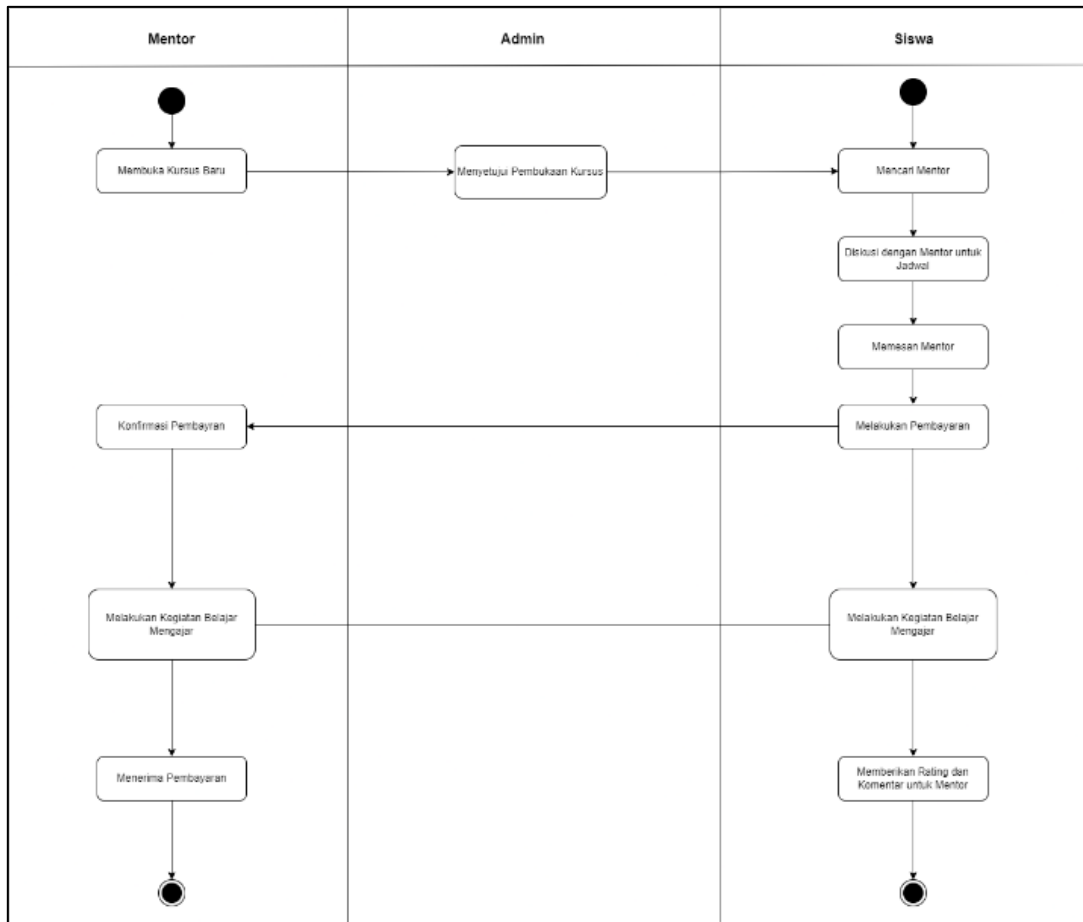 Mentor
Admin
Siswa
Membuka Kursus Baru
Menyetujui Pembukaan Kursus
Mencari Mentor
Diskusi dengan Mentor untuk
Jadwal
Memesan Mentor
Konfirmasi Pembayran
Melakukan Pembayaran
Melakukan Kegiatan Belajar
Mengajar
Melakukan Kegiatan Belajar
Mengajar
Menerima Pembayaran
Memberikan Rating dan
Komentar untuk Mentor